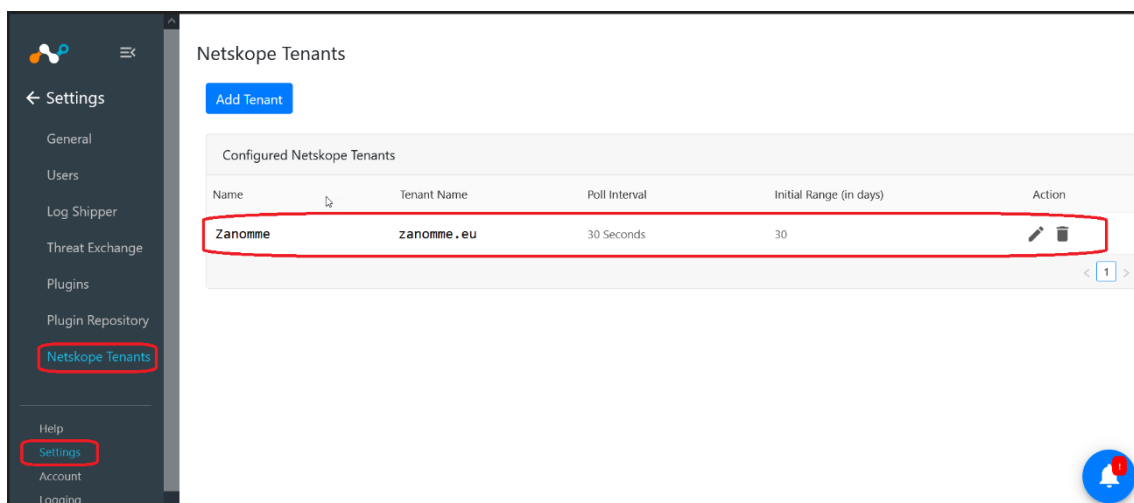 Settings
General
Users
Log Shipper
Threat Exchange
Plugins
Plugin Repository
Netskope Tenants
Help
Settings
Account
Logging
Netskope Tenants
Add Tenant
Configured Netskope Tenants
Name Tenant Name Poll Interval Initial Range (in days) Action
Zanomme zanomme.eu 30 Seconds 30
< 1 >
1